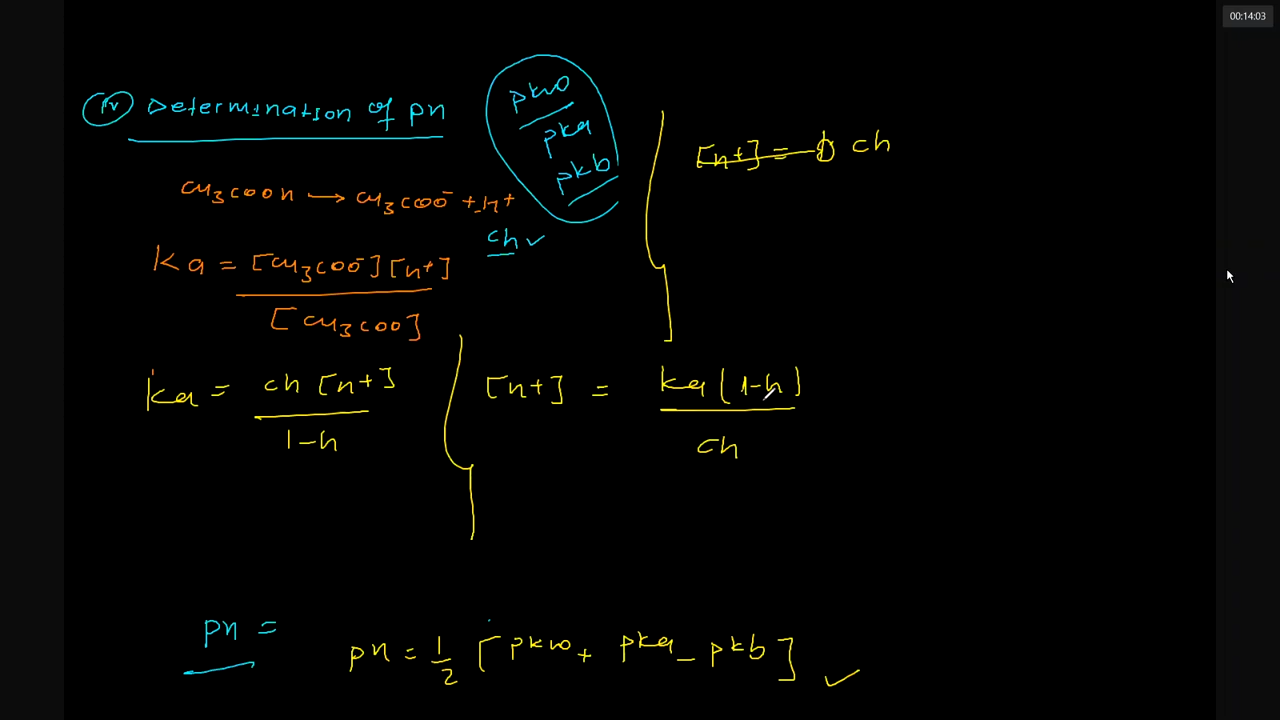 00:14:03
(iv) Determination of pH
pkw
pka
pkb
CH3COOH → CH3COO⁻ + H+
ch ✓
Ka = [CH3COO⁻][H+]
[CH3COO]
ka = ch [H+]
1-h
[H+] = ch
[H+] = ka(1-h)
ch
pH =
pH = 1/2 [pkw + pka - pkb] ✓